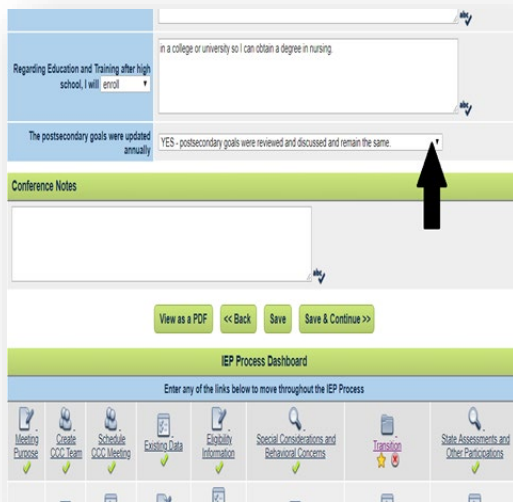 in a college or university so I can obtain a degree in nursing.
Regarding Education and Training after high
school, I will enroll
The postsecondary goals were updated
annually
YES - postsecondary goals were reviewed and discussed and remain the same.
Conference Notes
View as a PDF << Back Save Save & Continue >>
IEP Process Dashboard
Enter any of the links below to move throughout the IEP Process
Meeting
Purpose
Create
CCC Team
Schedule
CCC Meeting
Existing Data
Eligibility
Information
Special Considerations and
Behavioral Concerns
Transition
State Assessments and
Other Participations